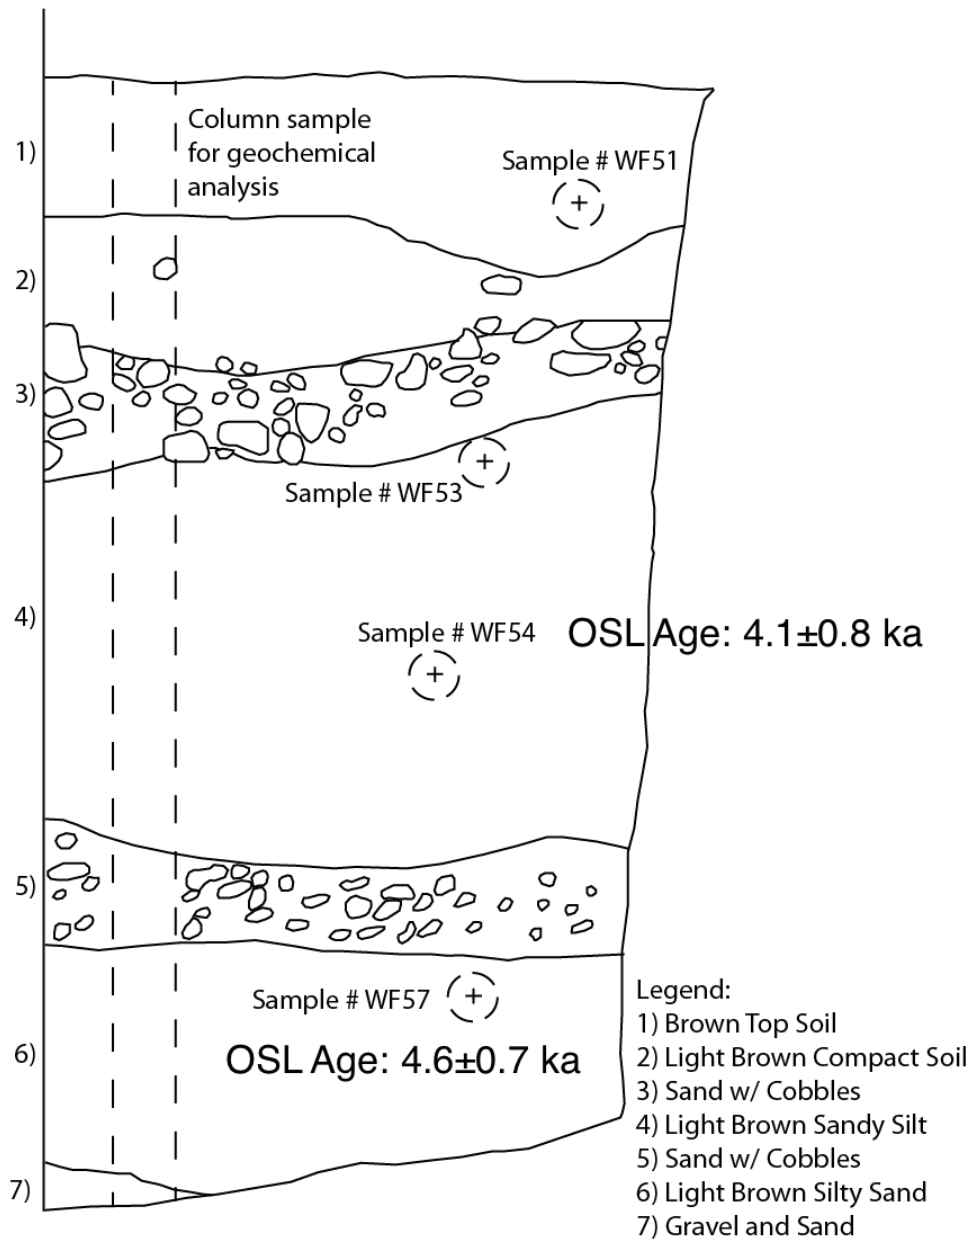 Column sample
for geochemical
analysis
1)
Sample # WF51
2)
3)
Sample # WF53
4)
Sample # WF54
OSL Age: 4.1±0.8 ka
5)
Sample # WF57
OSL Age: 4.6±0.7 ka
6)
7)
Legend:
1) Brown Top Soil
2) Light Brown Compact Soil
3) Sand w/ Cobbles
4) Light Brown Sandy Silt
5) Sand w/ Cobbles
6) Light Brown Silty Sand
7) Gravel and Sand